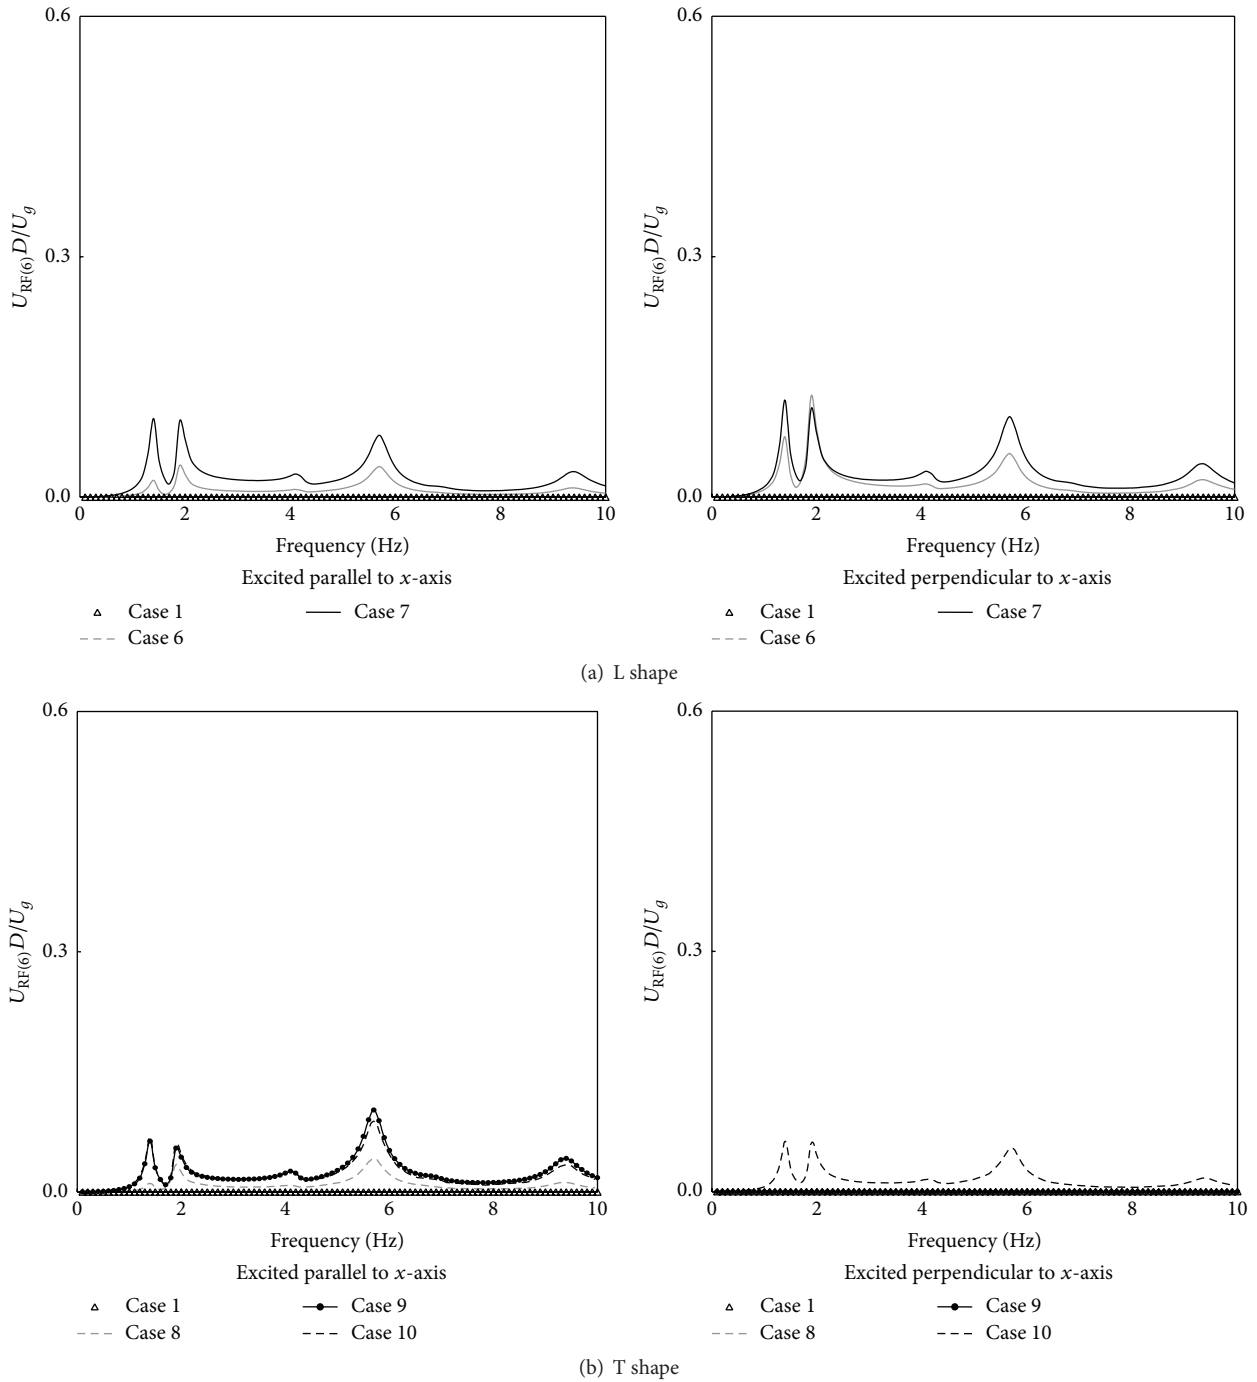 0.6
0.3
0.0
U_RF(6)D/U_g
0 2 4 6 8 10
Frequency (Hz)
Excited parallel to x-axis
Case 1
Case 7
Case 6
0.6
0.3
0.0
U_RF(6)D/U_g
0 2 4 6 8 10
Frequency (Hz)
Excited perpendicular to x-axis
Case 1
Case 7
Case 6
(a) L shape
0.6
0.3
0.0
U_RF(6)D/U_g
0 2 4 6 8 10
Frequency (Hz)
Excited parallel to x-axis
Case 1
Case 9
Case 8
Case 10
0.6
0.3
0.0
U_RF(6)D/U_g
0 2 4 6 8 10
Frequency (Hz)
Excited perpendicular to x-axis
Case 1
Case 9
Case 8
Case 10
(b) T shape